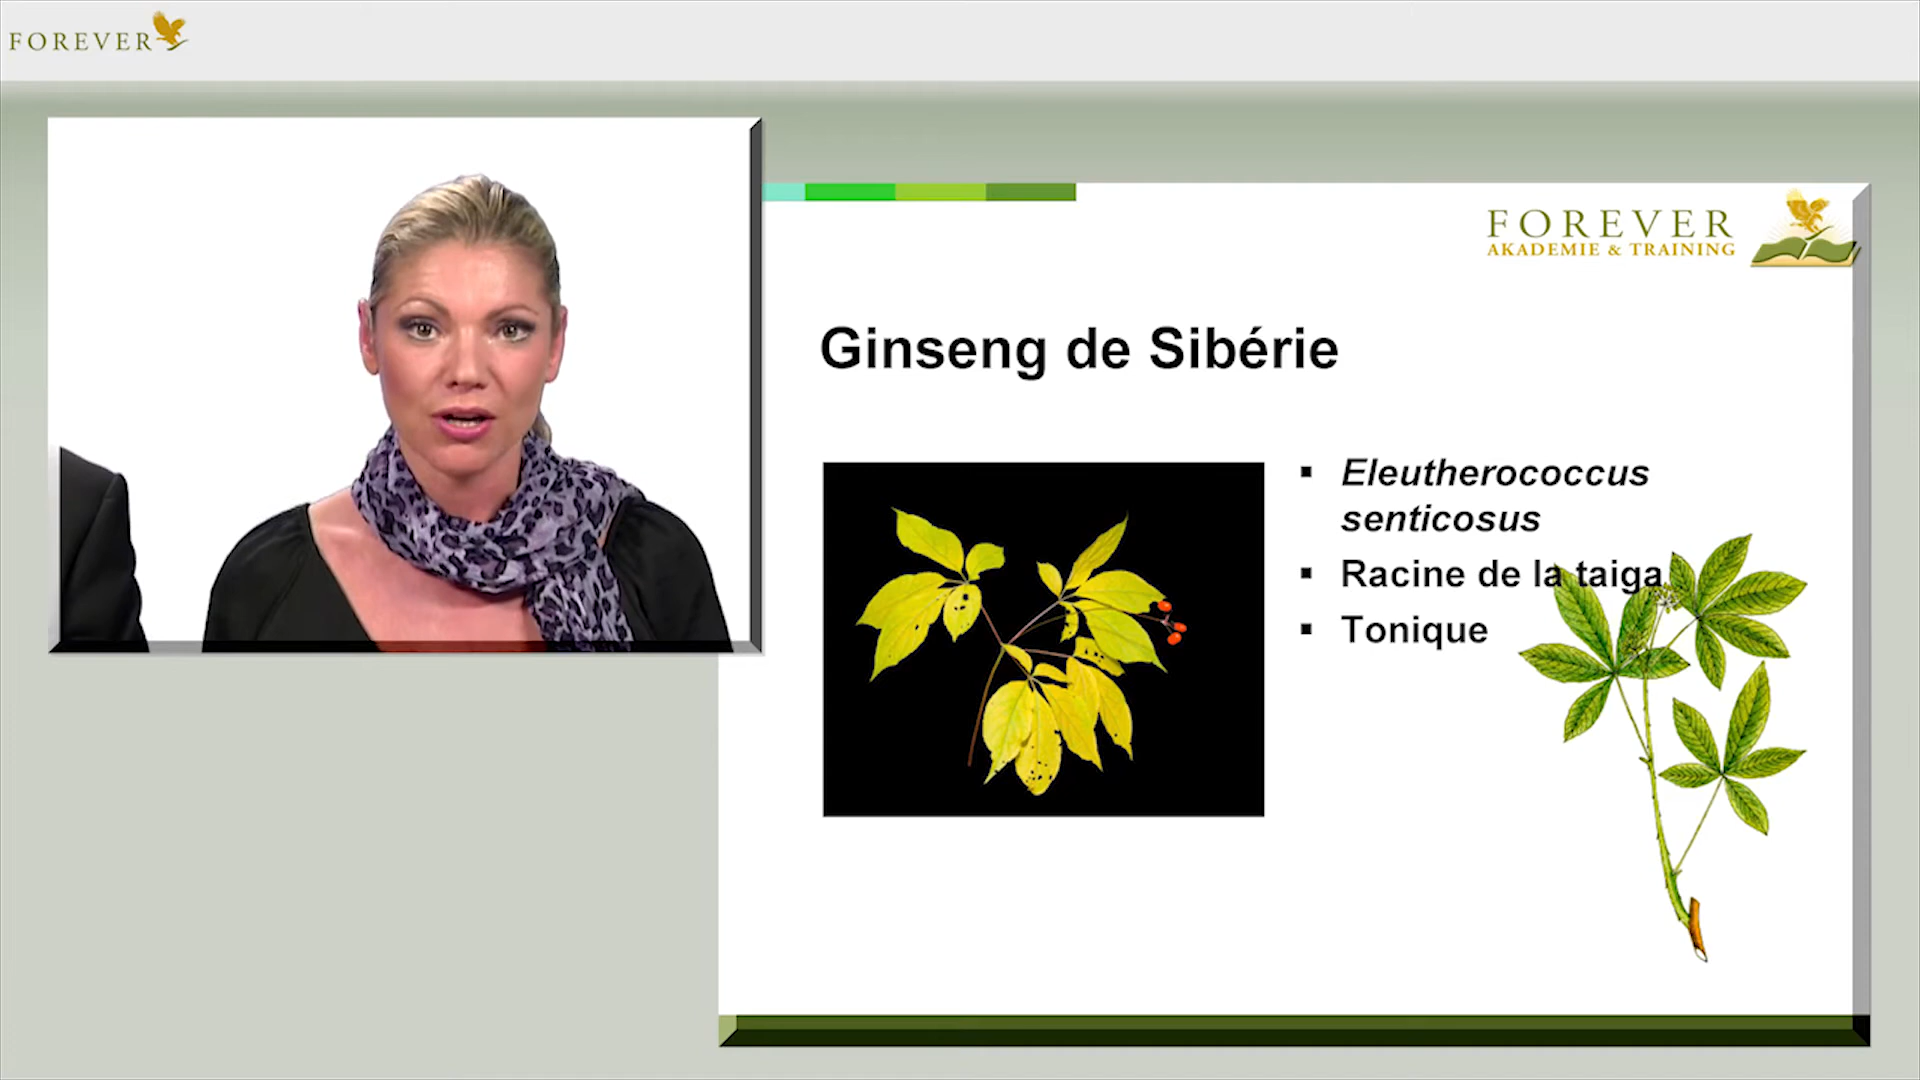 FOREVER
FOREVER
AKADEMIE & TRAINING
Ginseng de Sibérie
▪ Eleutherococcus
senticosus
▪ Racine de la taiga
▪ Tonique